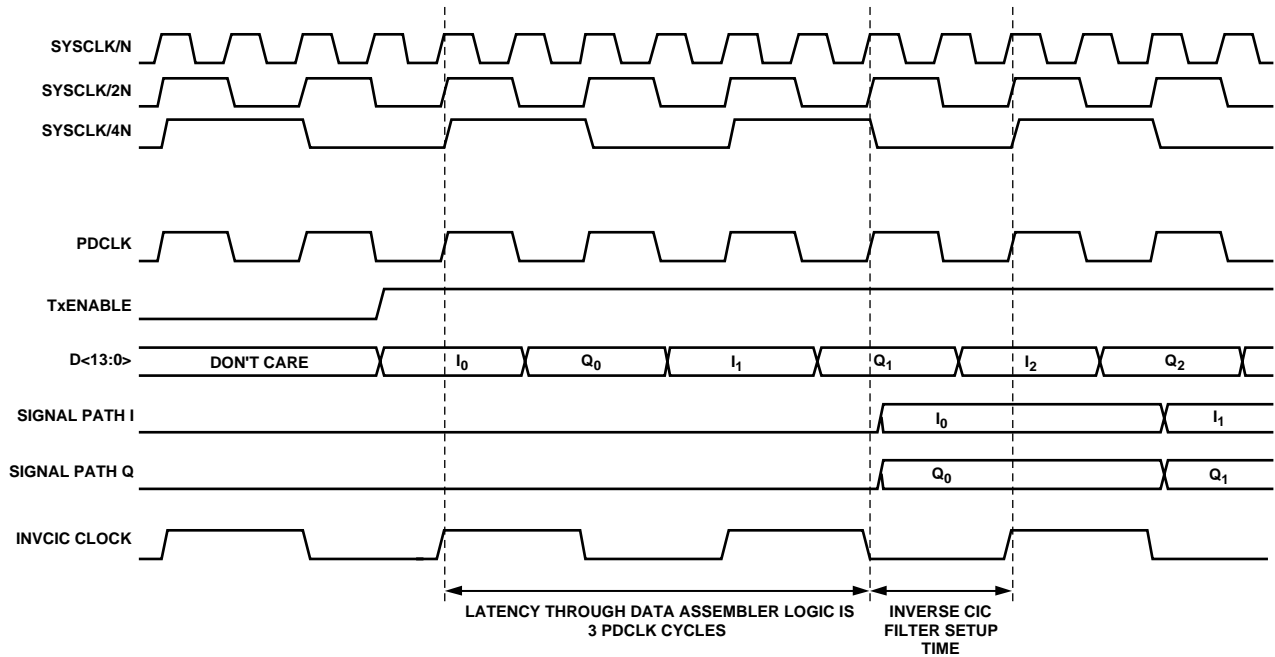 SYSCLK/N
SYSCLK/2N
SYSCLK/4N
PDCLK
TxENABLE
D<13:0> DON'T CARE I0 Q0 I1 Q1 I2 Q2
SIGNAL PATH I I0 I1
SIGNAL PATH Q Q0 Q1
INVCIC CLOCK
LATENCY THROUGH DATA ASSEMBLER LOGIC IS
3 PDCLK CYCLES
INVERSE CIC
FILTER SETUP
TIME